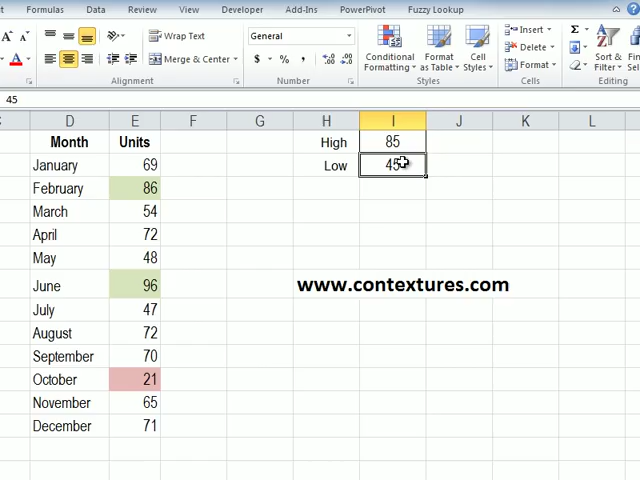 Formulas Data Review View Developer Add-Ins PowerPivot Fuzzy Lookup
A A Wrap Text General Insert Σ
Delete
A Merge & Center $ % , Conditional Formatting Format as Table Cell Styles Format Sort & Filter Find & Select
Alignment Number Styles Cells Editing
45
D E F G H I J K L
Month Units High 85
January 69 Low 45
February 86
March 54
April 72
May 48
June 96 www.contextures.com
July 47
August 72
September 70
October 21
November 65
December 71